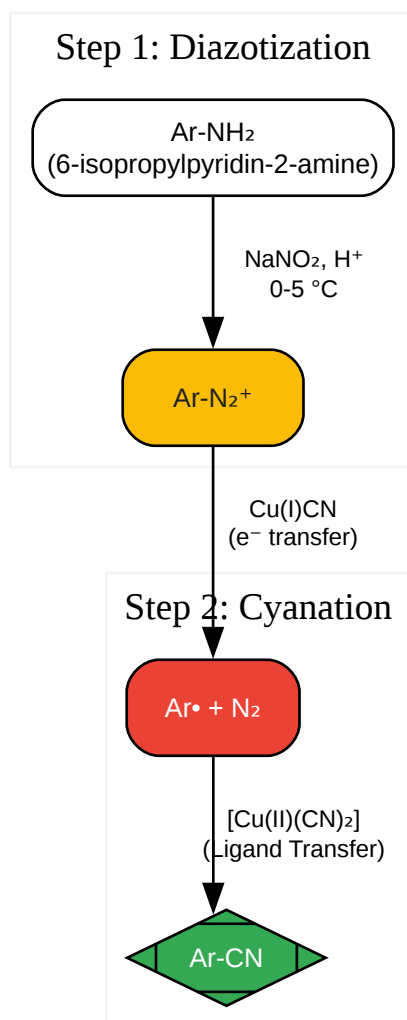 Step 1: Diazotization
Ar-NH₂
(6-isopropylpyridin-2-amine)
NaNO₂, H⁺
0-5 °C
Ar-N₂⁺
Cu(I)CN
(e⁻ transfer)
Step 2: Cyanation
Ar• + N₂
[Cu(II)(CN)₂]
(Ligand Transfer)
Ar-CN